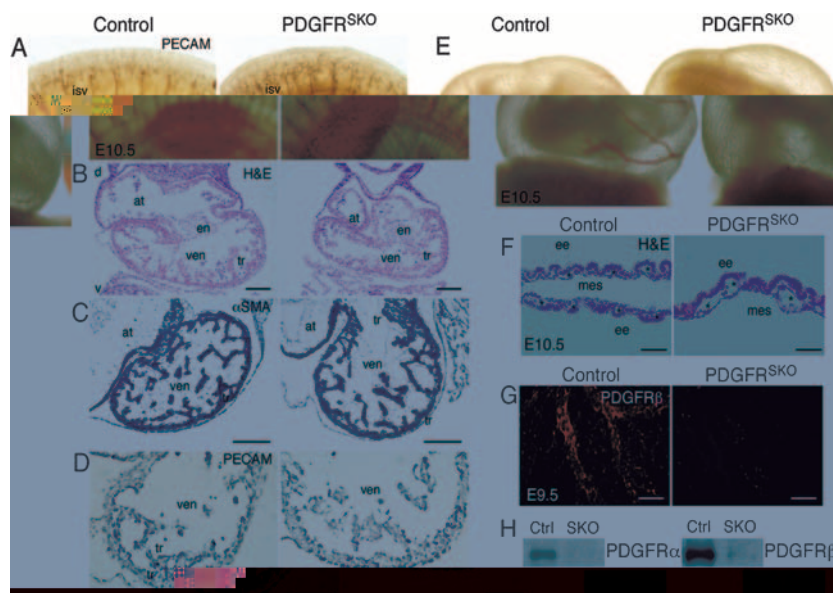 Control PDGFR^SKO
A PECAM
isv isv
E10.5
B d H&E
at en ven tr v
at en ven tr
C αSMA
at ven tr
at tr ven tr
D PECAM
ven tr tr
ven
Control PDGFR^SKO
E
E10.5
Control PDGFR^SKO
F ee H&E
mes
ee
E10.5
ee
mes
Control PDGFR^SKO
G PDGFRβ
E9.5
H Ctrl SKO PDGFRα Ctrl SKO PDGFRβ